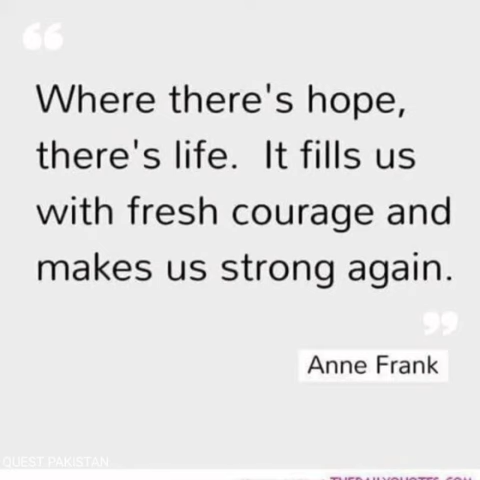 “
Where there's hope,
there's life. It fills us
with fresh courage and
makes us strong again.
”
Anne Frank
QUEST PAKISTAN